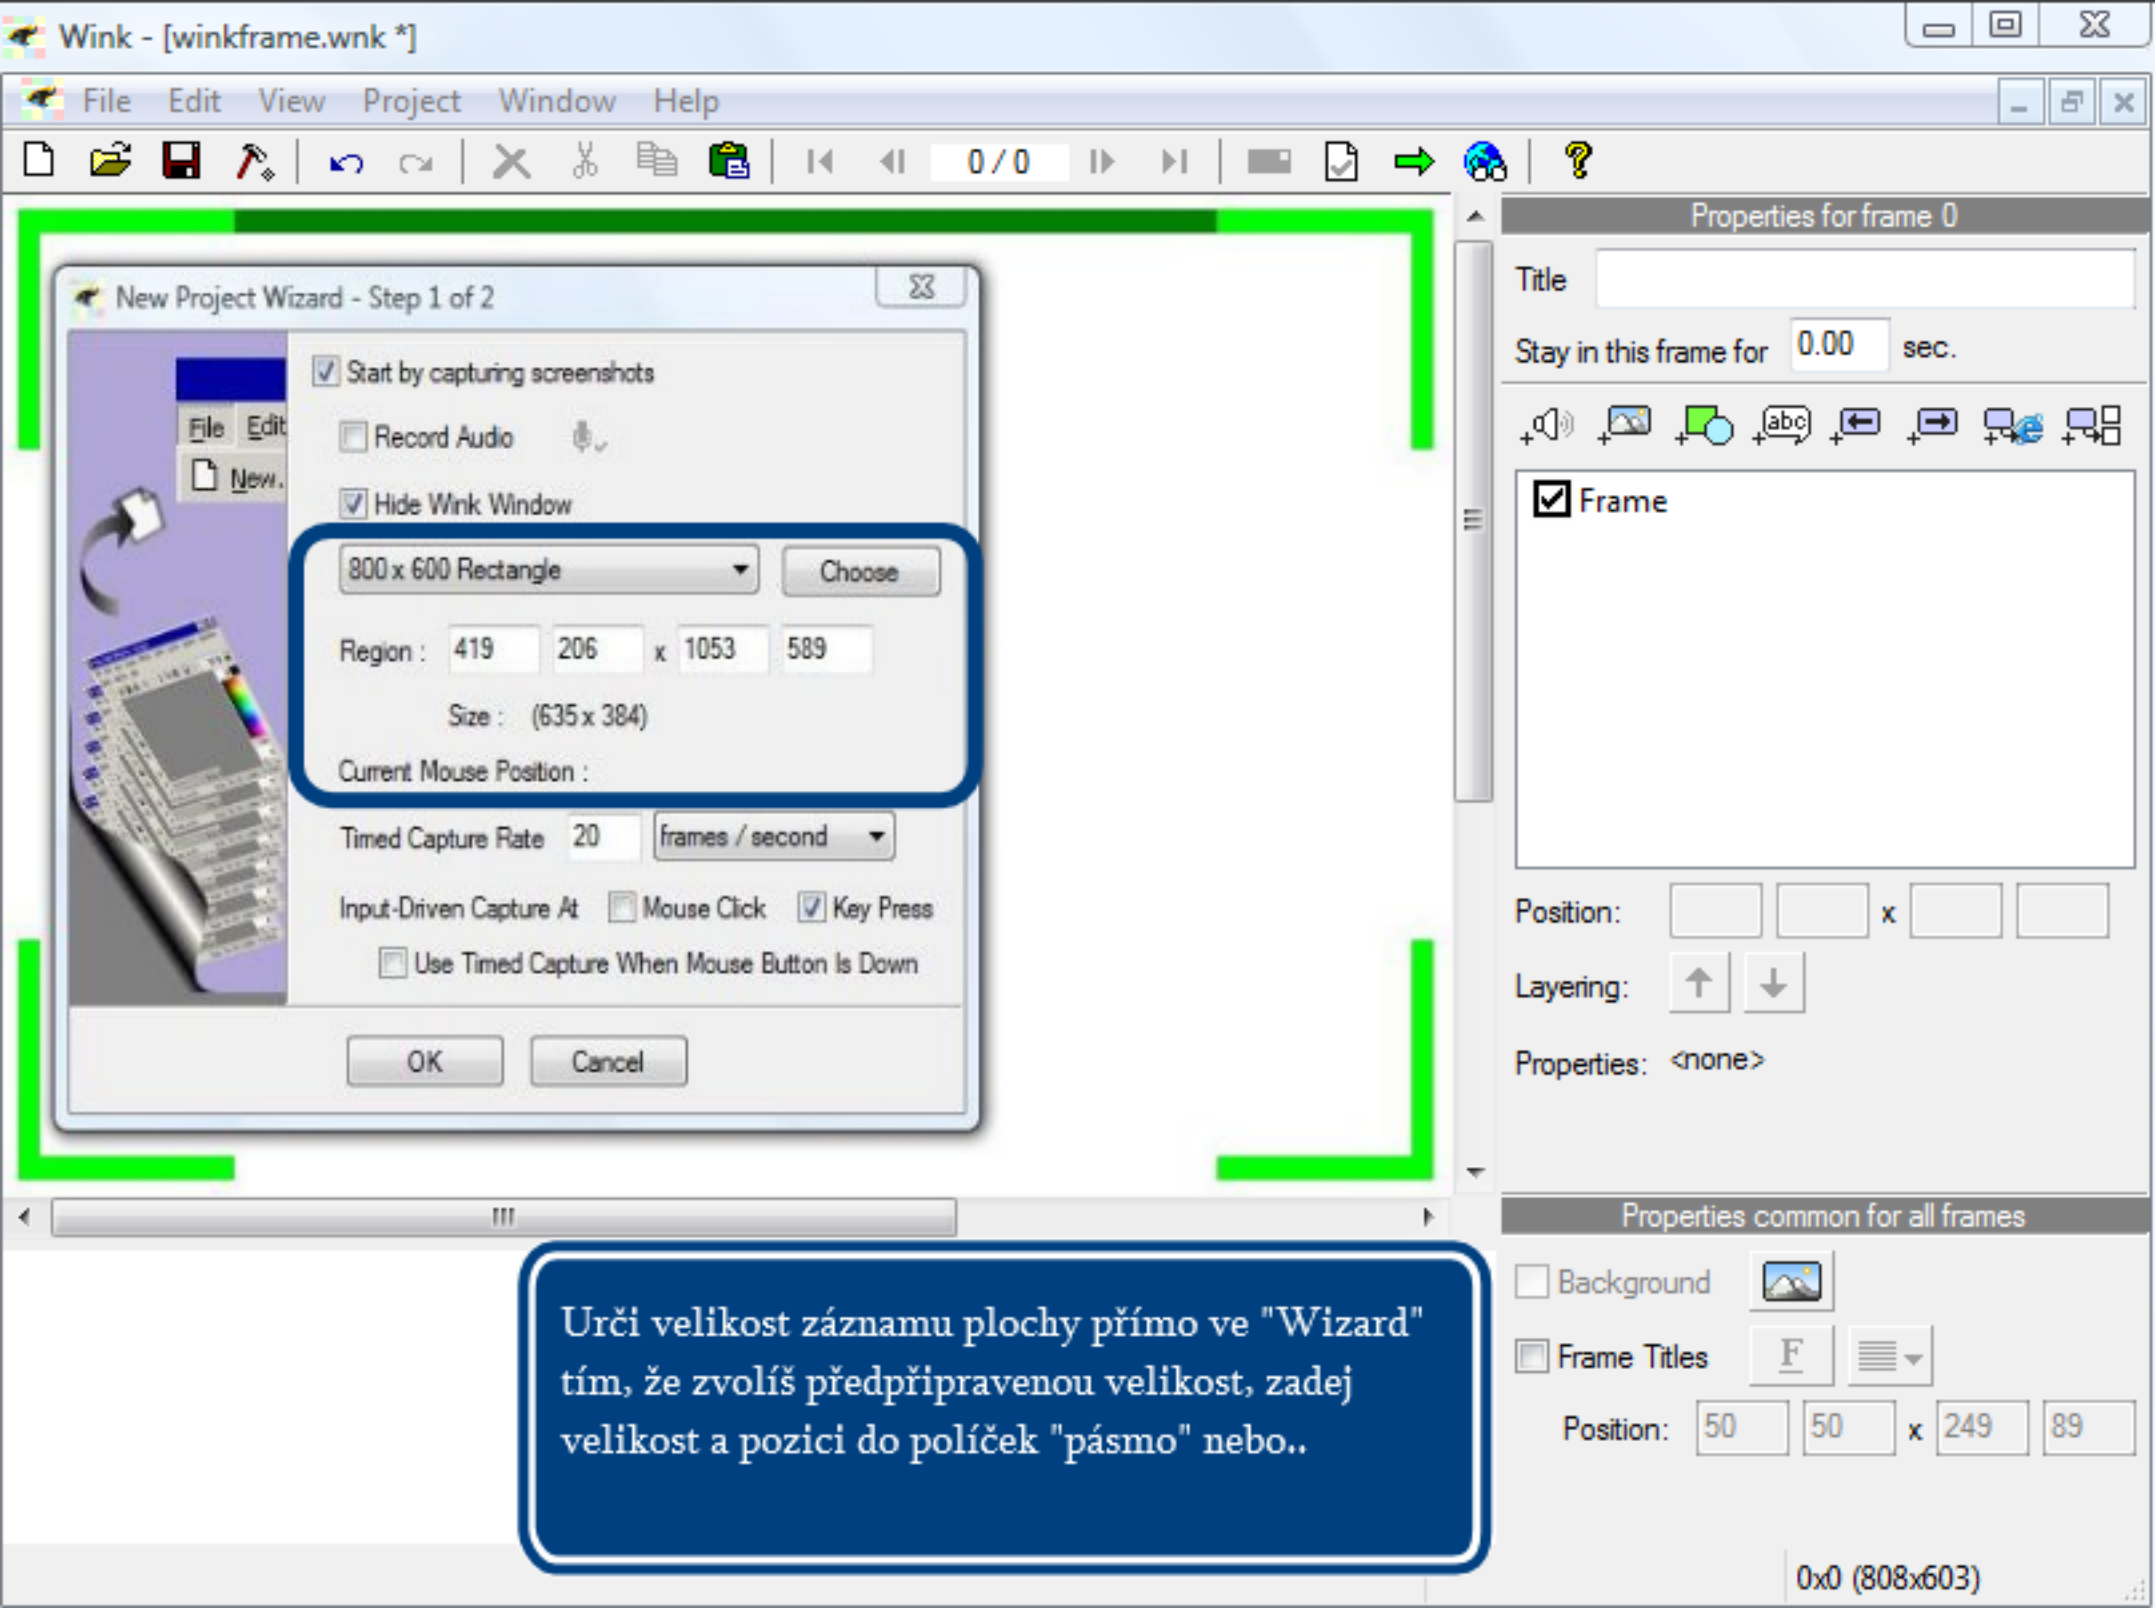 Wink - [winkframe.wnk *]
File Edit View Project Window Help
0 / 0
Properties for frame 0
Title
Stay in this frame for 0.00 sec.
Frame
Position: x
Layering:
Properties: <none>
New Project Wizard - Step 1 of 2
File Edit
New.
Start by capturing screenshots
Record Audio
Hide Wink Window
800 x 600 Rectangle Choose
Region : 419 206 x 1053 589
Size : (635 x 384)
Current Mouse Position :
Timed Capture Rate 20 frames / second
Input-Driven Capture At Mouse Click Key Press
Use Timed Capture When Mouse Button Is Down
OK Cancel
Properties common for all frames
Background
Frame Titles F
Position: 50 50 x 249 89
Urči velikost záznamu plochy přímo ve "Wizard"
tím, že zvolíš předpřipravenou velikost, zadej
velikost a pozici do políček "pásmo" nebo..
0x0 (808x603)